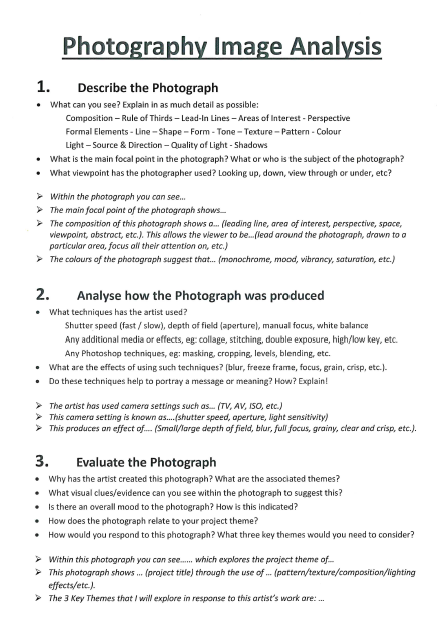 Photography Image Analysis
1. Describe the Photograph
• What can you see? Explain in as much detail as possible:
Composition – Rule of Thirds – Lead-In Lines – Areas of Interest - Perspective
Formal Elements - Line – Shape – Form - Tone – Texture – Pattern - Colour
Light – Source & Direction – Quality of Light - Shadows
• What is the main focal point in the photograph? What or who is the subject of the photograph?
• What viewpoint has the photographer used? Looking up, down, view through or under, etc?
➢ Within the photograph you can see...
➢ The main focal point of the photograph shows...
➢ The composition of this photograph shows a... (leading line, area of interest, perspective, space,
viewpoint, abstract, etc.). This allows the viewer to be...(lead around the photograph, drawn to a
particular area, focus all their attention on, etc.)
➢ The colours of the photograph suggest that... (monochrome, mood, vibrancy, saturation, etc.)
2. Analyse how the Photograph was produced
• What techniques has the artist used?
Shutter speed (fast / slow), depth of field (aperture), manual focus, white balance
Any additional media or effects, eg: collage, stitching, double exposure, high/low key, etc.
Any Photoshop techniques, eg: masking, cropping, levels, blending, etc.
• What are the effects of using such techniques? (blur, freeze frame, focus, grain, crisp, etc.).
• Do these techniques help to portray a message or meaning? How? Explain!
➢ The artist has used camera settings such as... (TV, AV, ISO, etc.)
➢ This camera setting is known as....(shutter speed, aperture, light sensitivity)
➢ This produces an effect of.... (Small/large depth of field, blur, full focus, grainy, clear and crisp, etc.).
3. Evaluate the Photograph
• Why has the artist created this photograph? What are the associated themes?
• What visual clues/evidence can you see within the photograph to suggest this?
• Is there an overall mood to the photograph? How is this indicated?
• How does the photograph relate to your project theme?
• How would you respond to this photograph? What three key themes would you need to consider?
➢ Within this photograph you can see...... which explores the project theme of...
➢ This photograph shows ... (project title) through the use of ... (pattern/texture/composition/lighting
effects/etc.).
➢ The 3 Key Themes that I will explore in response to this artist's work are: ...